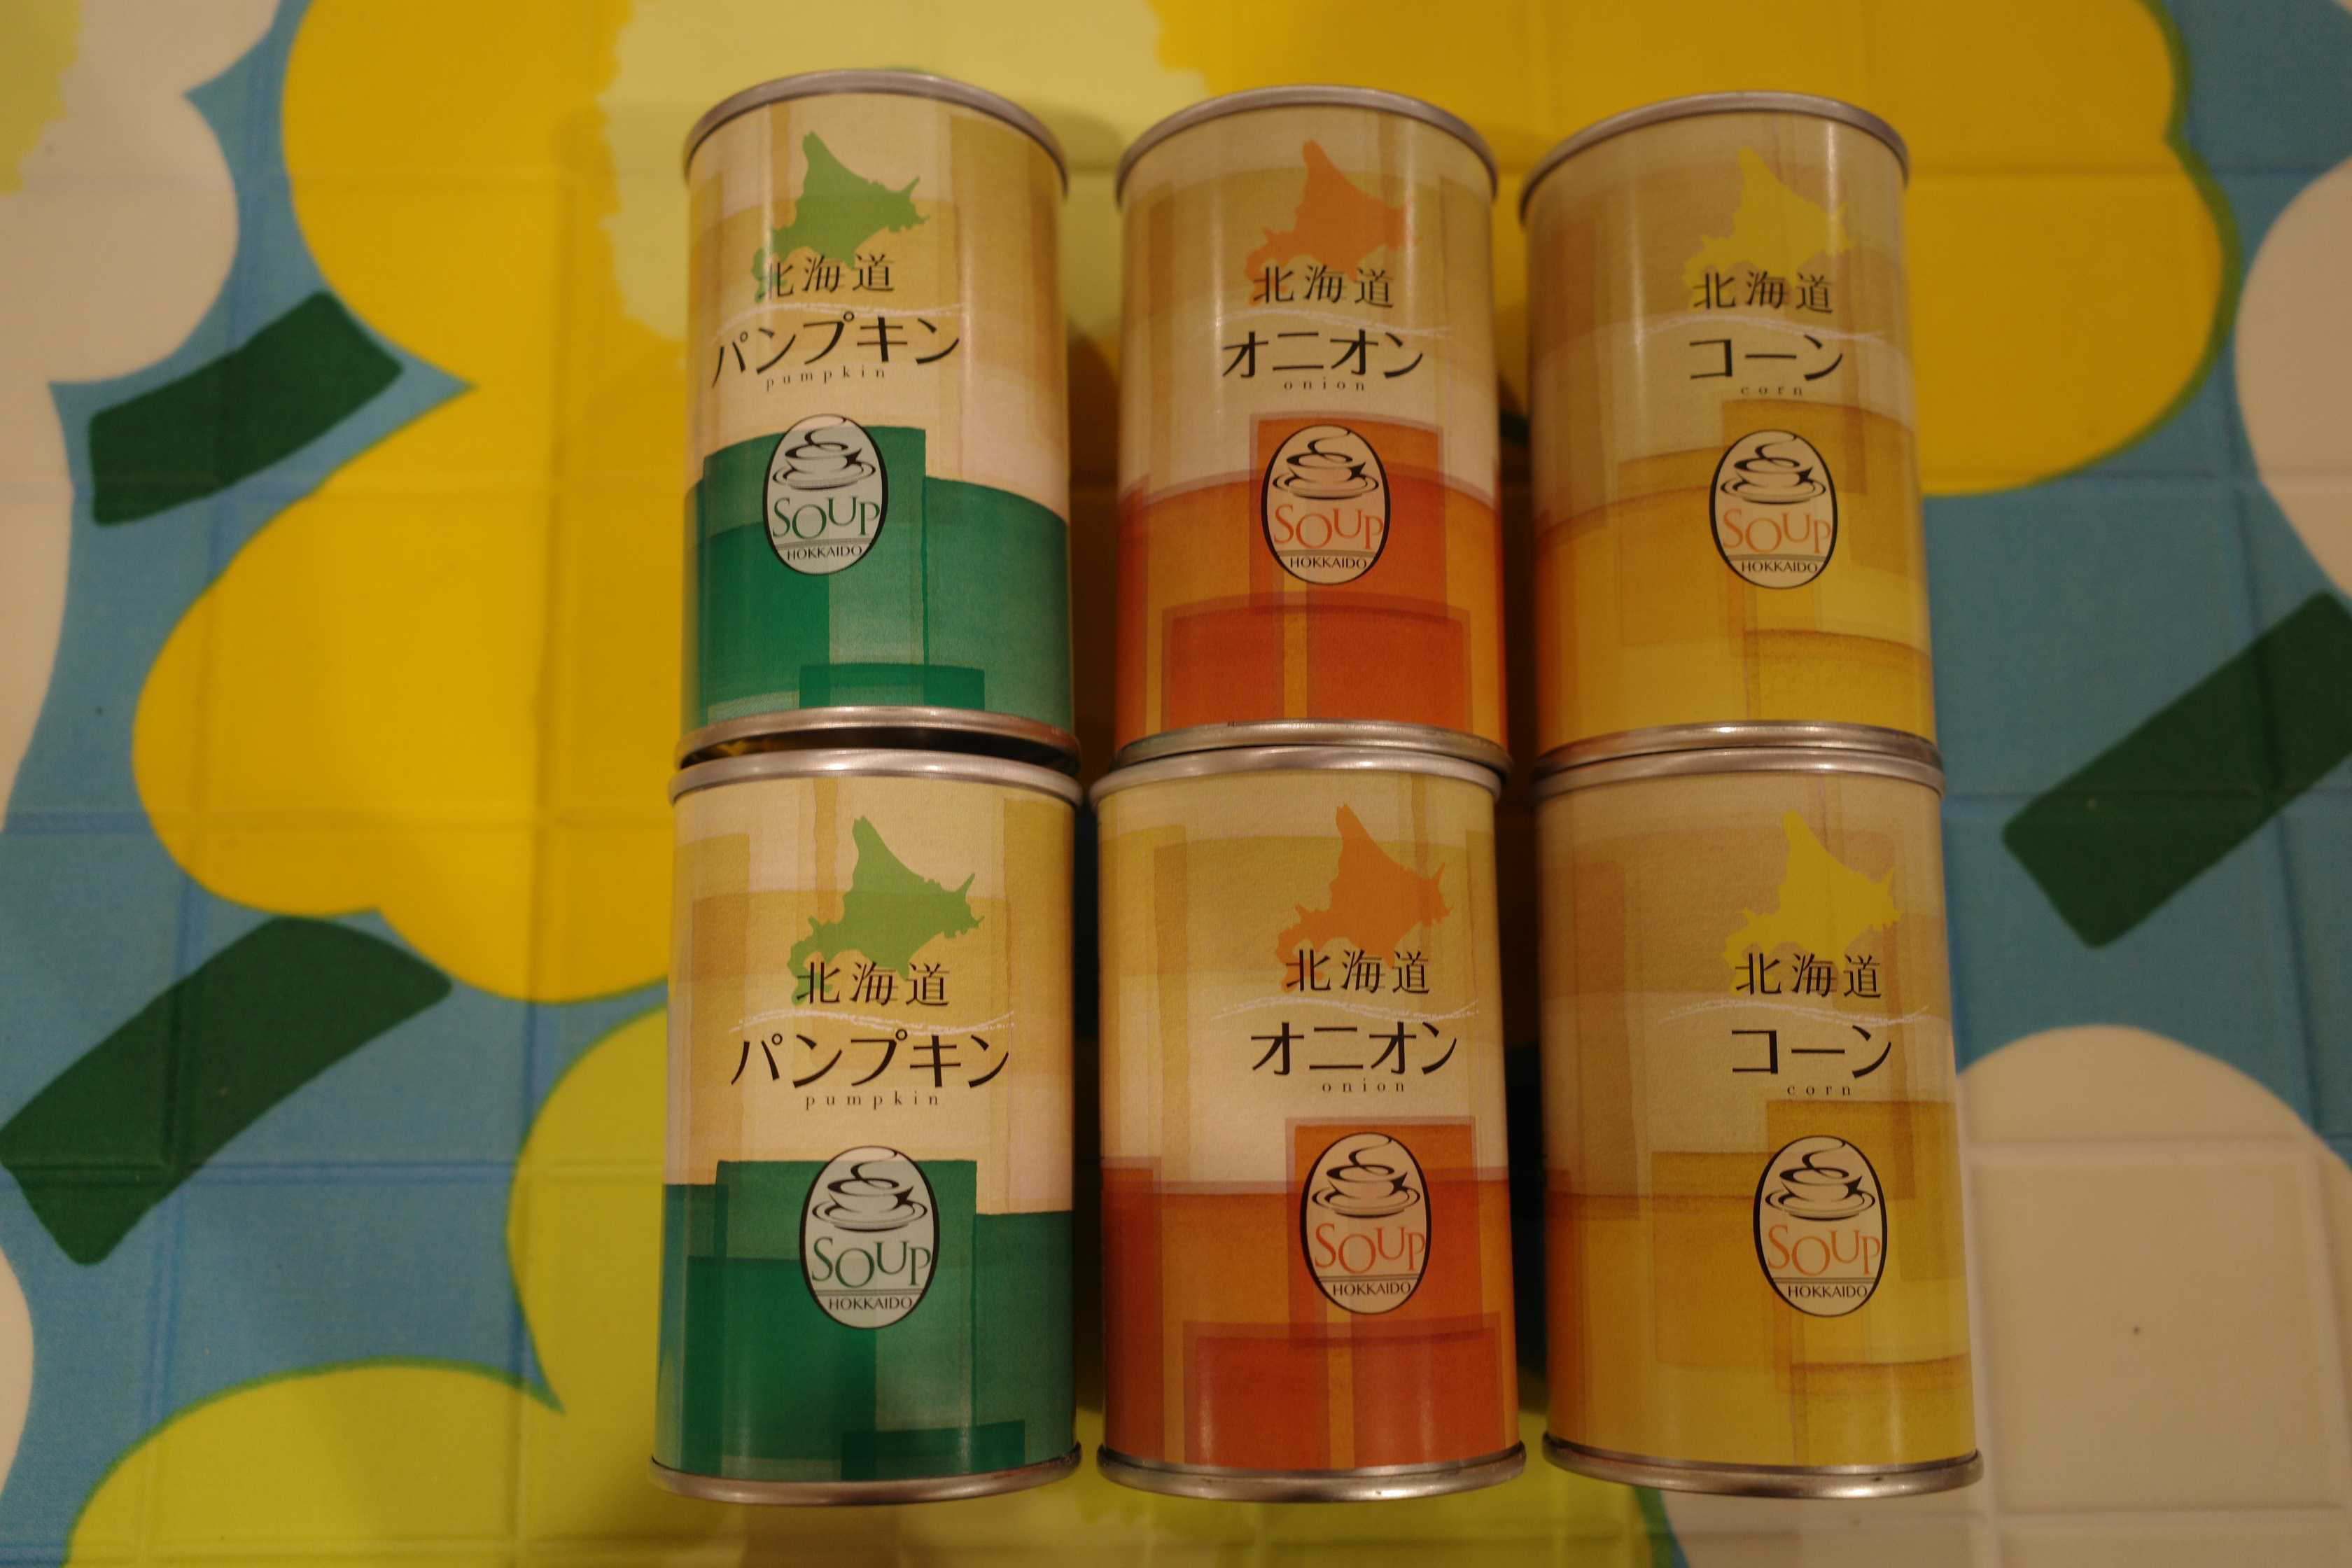 北海道
パンプキン
pumpkin
SOUP
HOKKAIDO
北海道
オニオン
onion
SOUP
HOKKAIDO
北海道
コーン
corn
SOUP
HOKKAIDO
北海道
パンプキン
pumpkin
SOUP
HOKKAIDO
北海道
オニオン
onion
SOUP
HOKKAIDO
北海道
コーン
corn
SOUP
HOKKAIDO